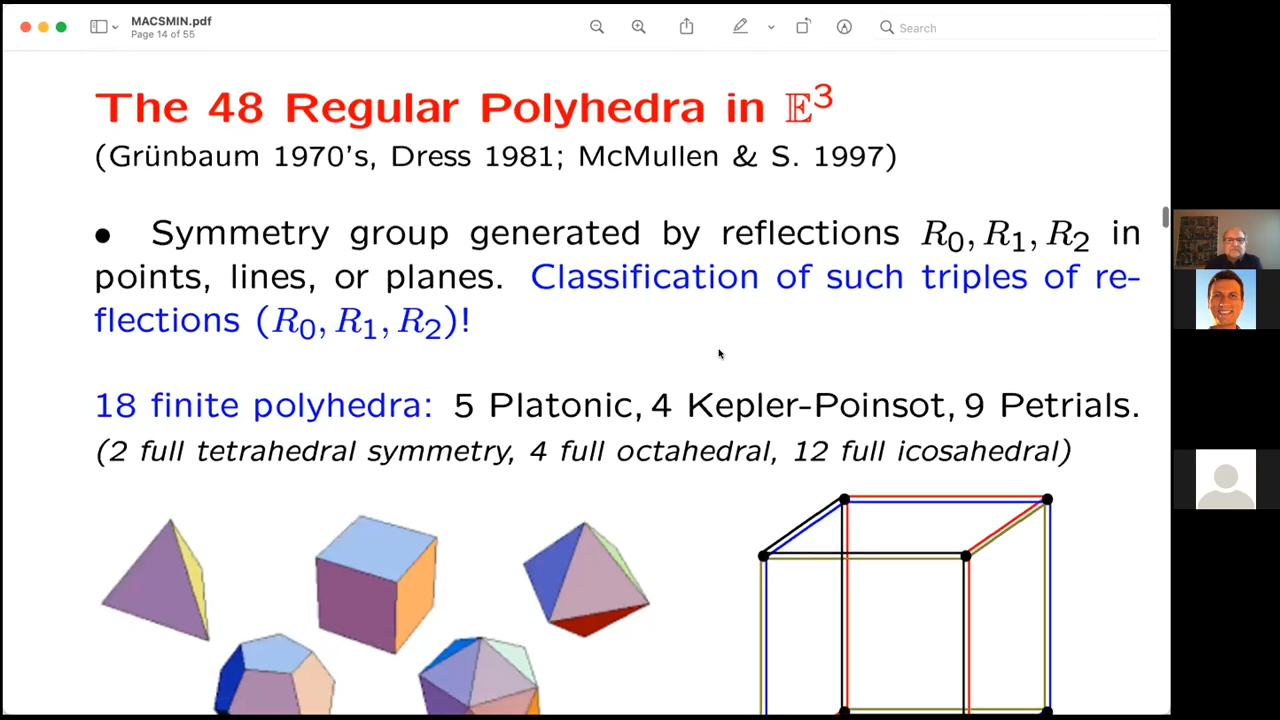 MACSMIN.pdf
Page 14 of 55
Search
The 48 Regular Polyhedra in 𝔼³
(Grünbaum 1970's, Dress 1981; McMullen & S. 1997)
• Symmetry group generated by reflections R₀, R₁, R₂ in
points, lines, or planes. Classification of such triples of re-
flections (R₀, R₁, R₂)!
18 finite polyhedra: 5 Platonic, 4 Kepler-Poinsot, 9 Petrials.
(2 full tetrahedral symmetry, 4 full octahedral, 12 full icosahedral)